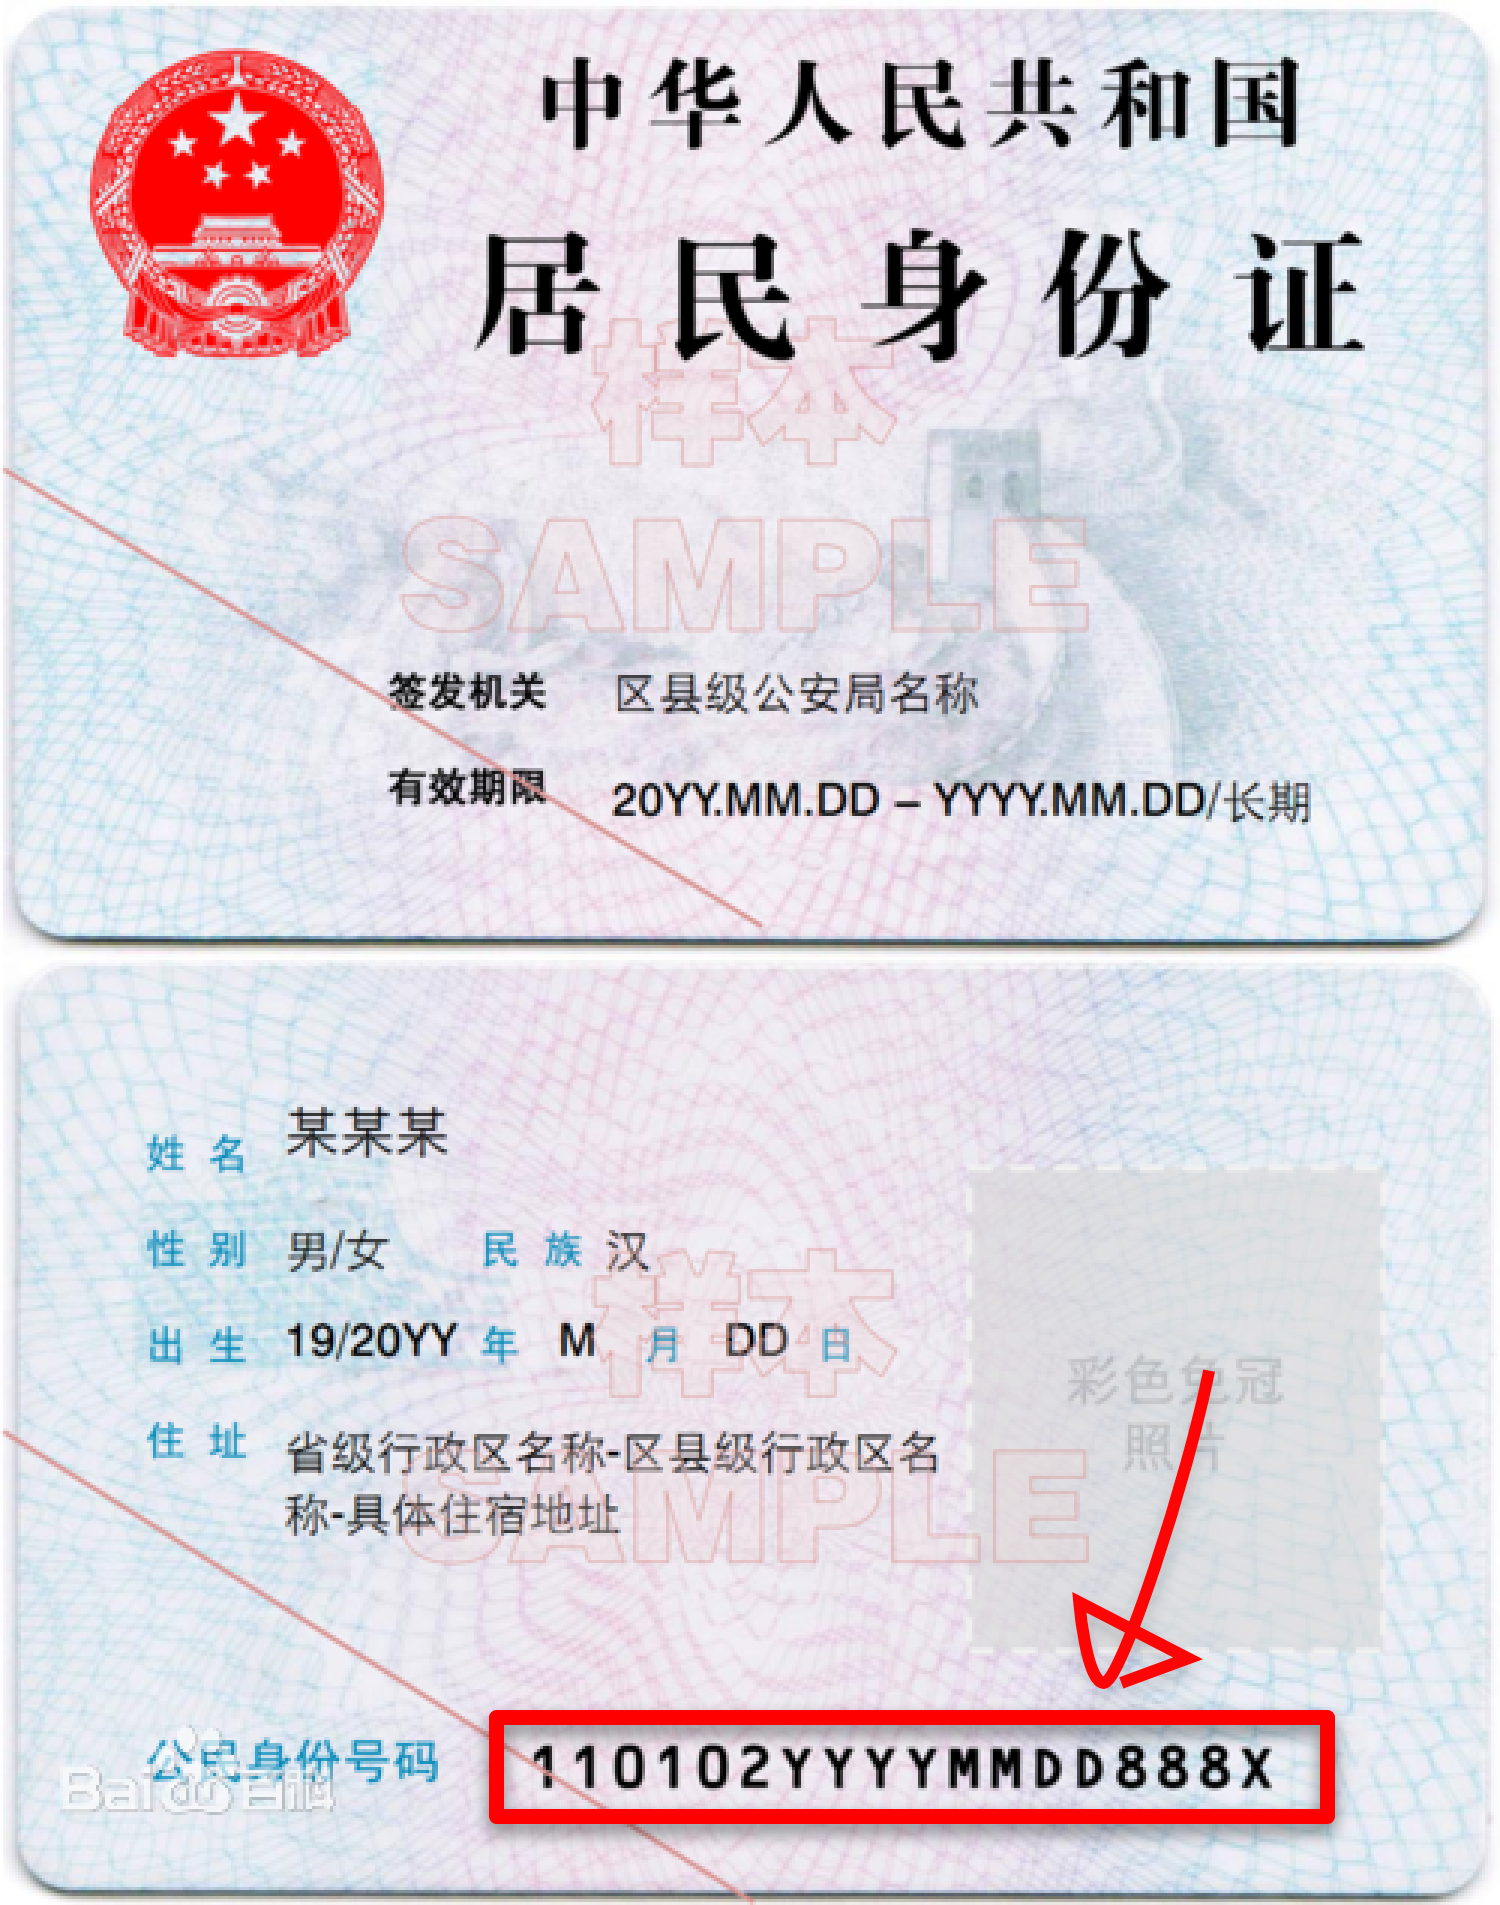 中华人民共和国
居民身份证
样本
SAMPLE
签发机关 区县级公安局名称
有效期限 20YY.MM.DD – YYYY.MM.DD/长期
姓名 某某某
性别 男/女 民族 汉
样本
出生 19/20YY 年 M 月 DD 日
彩色免冠
照片
住址 省级行政区名称-区县级行政区名
称-具体住宿地址
SAMPLE
公民身份号码 110102YYYYMMDD888X
Bai 百科